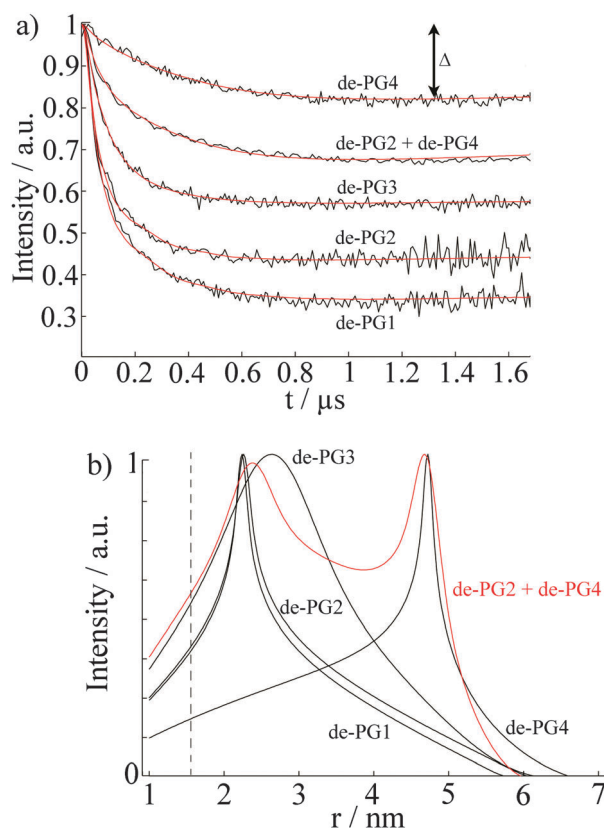 a)
1
0.9
0.8
0.7
0.6
0.5
0.4
0.3
Intensity / a.u.
Δ
de-PG4
de-PG2 + de-PG4
de-PG3
de-PG2
de-PG1
0 0.2 0.4 0.6 0.8 1 1.2 1.4 1.6
t / μs
b)
1
0
Intensity / a.u.
de-PG3
de-PG2 + de-PG4
de-PG2
de-PG4
de-PG1
1 2 3 4 5 6 7
r / nm